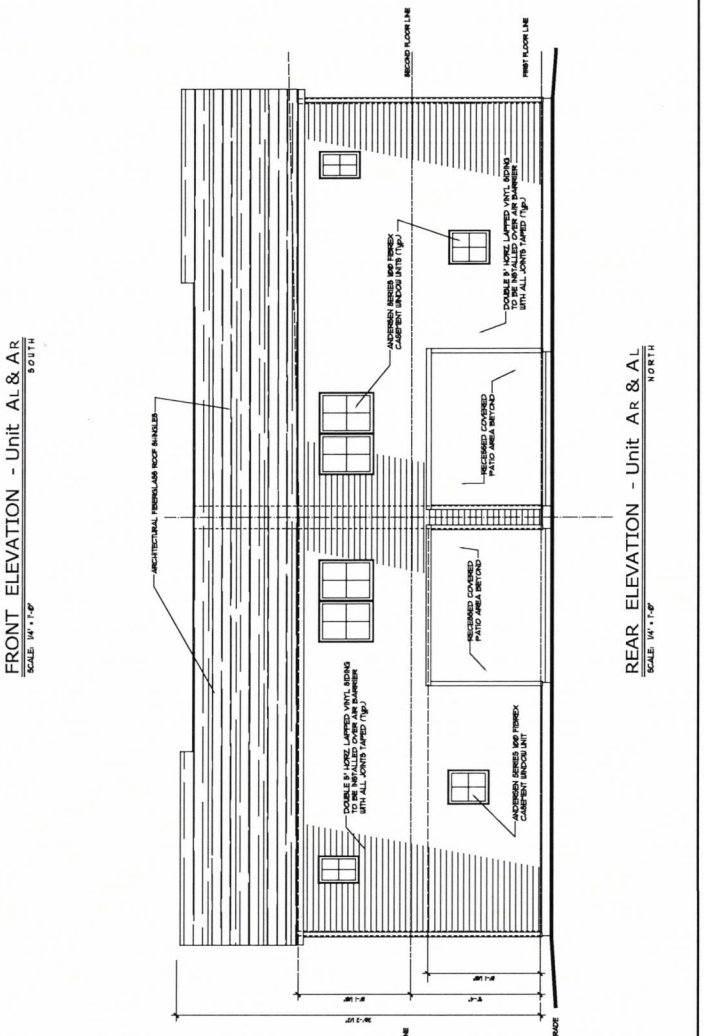 FRONT ELEVATION - Unit AL & AR
SCALE: 1/4" = 1'-0"
SOUTH
ARCHITECTURAL FIBERGLASS ROOF SHINGLES
SECOND FLOOR LINE
FIRST FLOOR LINE
ANDERSEN SERIES 100 FIBREX
CASEMENT WINDOW UNITS (Typ.)
DOUBLE 5" HORZ. LAPPED VINYL SIDING
TO BE INSTALLED OVER AIR BARRIER
WITH ALL JOINTS TAPED (Typ.)
DOUBLE 5" HORZ. LAPPED VINYL SIDING
TO BE INSTALLED OVER AIR BARRIER
WITH ALL JOINTS TAPED (Typ.)
RECESSED COVERED
PATIO AREA BEYOND
RECESSED COVERED
PATIO AREA BEYOND
ANDERSEN SERIES 100 FIBREX
CASEMENT WINDOW UNIT
REAR ELEVATION - Unit AR & AL
SCALE: 1/4" = 1'-0"
NORTH